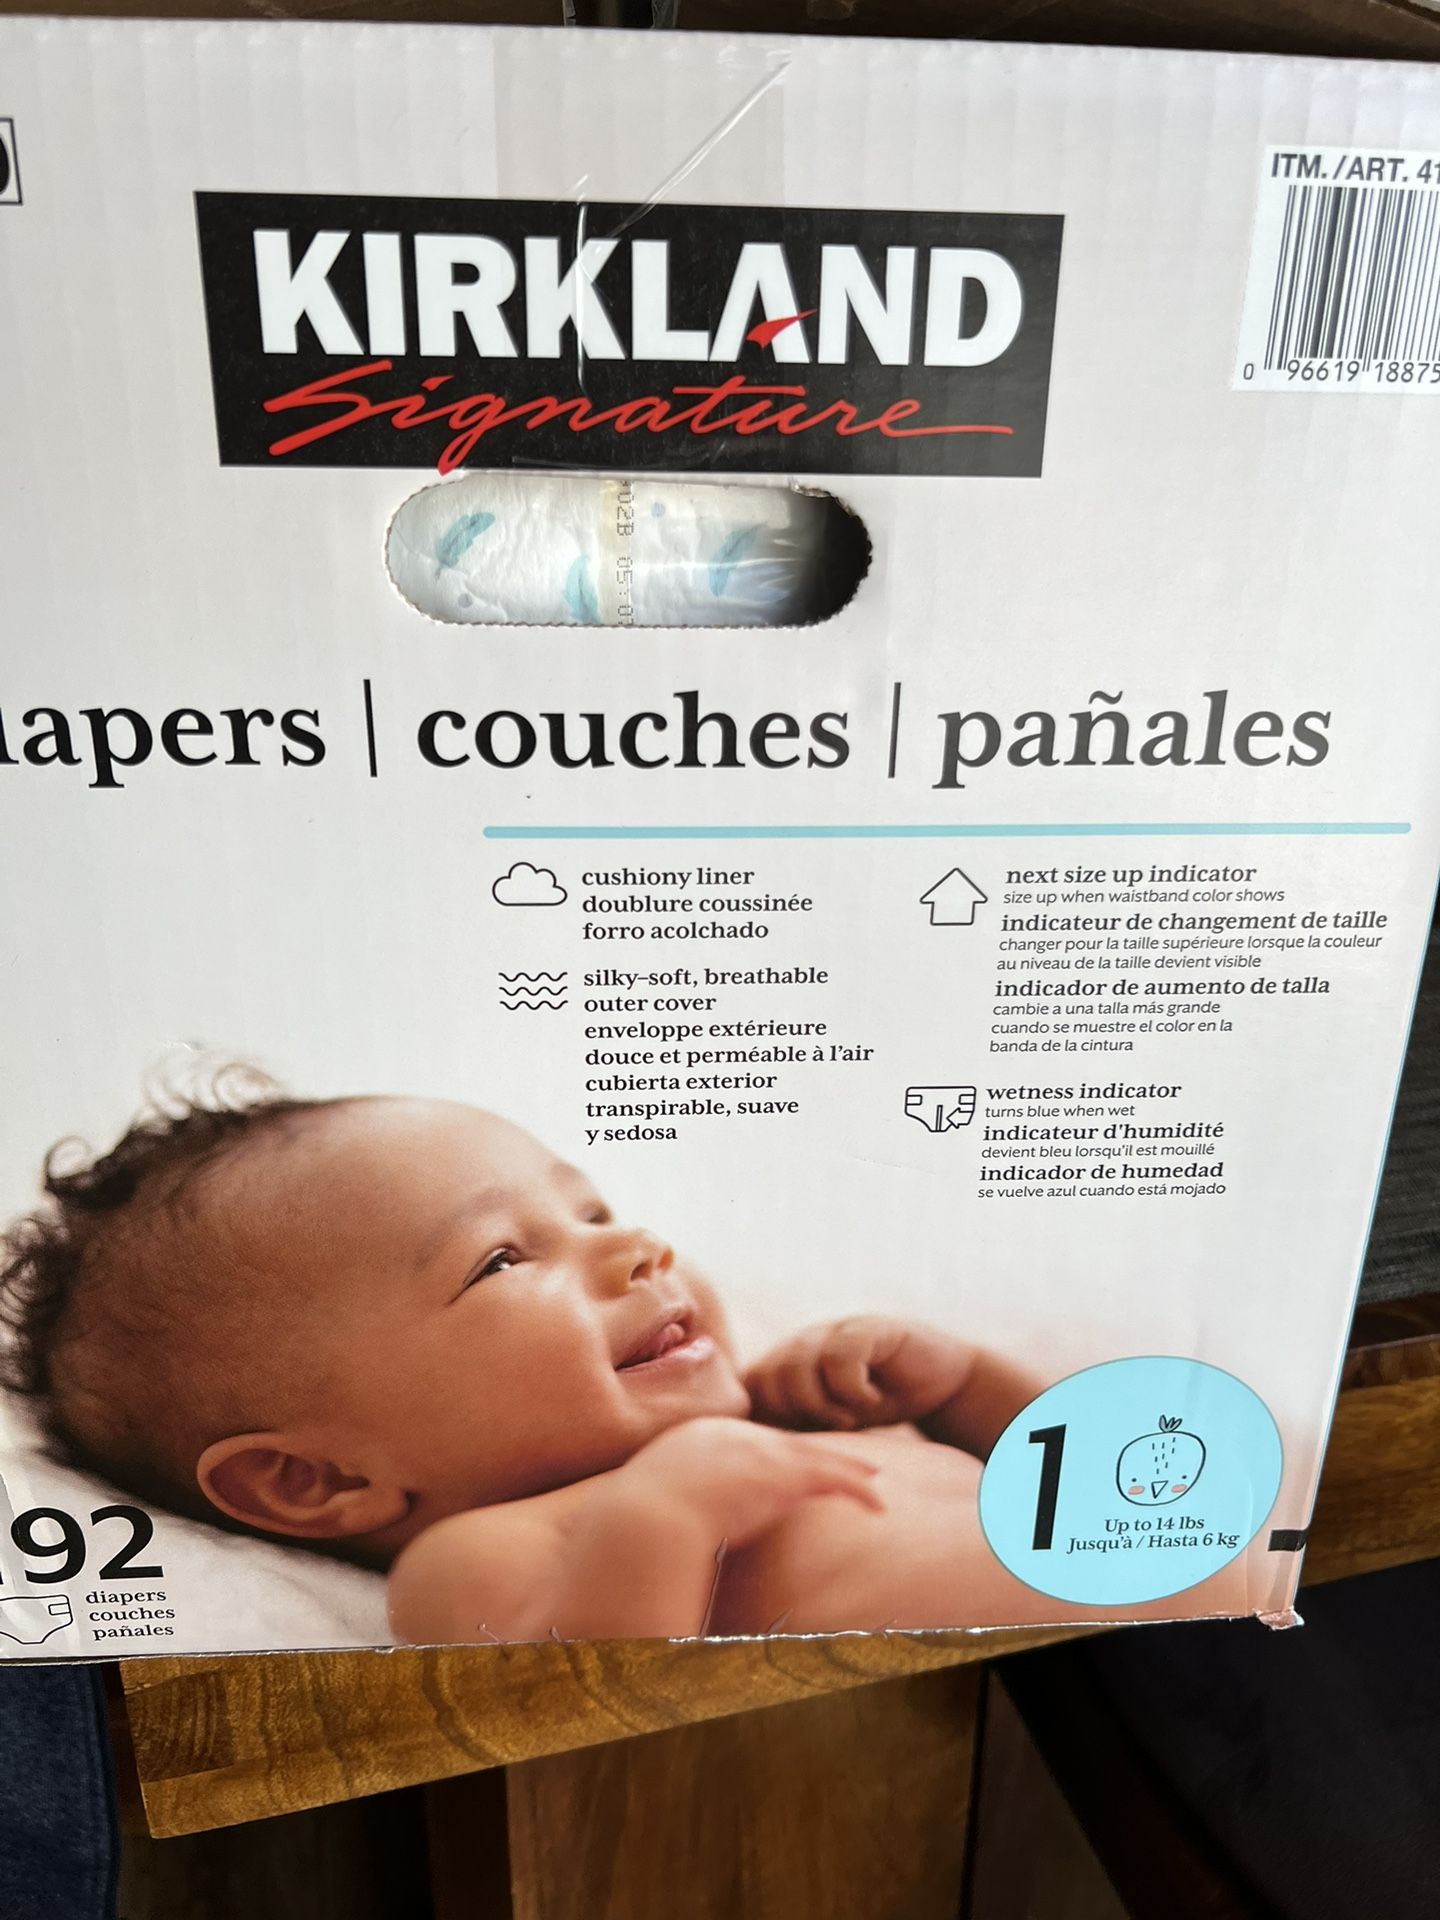 ITM./ART. 41
KIRKLAND
Signature
0 96619 18875
02B 05:0
iapers | couches | pañales
cushiony liner
doublure coussinée
forro acolchado
silky-soft, breathable
outer cover
enveloppe extérieure
douce et perméable à l'air
cubierta exterior
transpirable, suave
y sedosa
next size up indicator
size up when waistband color shows
indicateur de changement de taille
changer pour la taille supérieure lorsque la couleur
au niveau de la taille devient visible
indicador de aumento de talla
cambie a una talla más grande
cuando se muestre el color en la
banda de la cintura
wetness indicator
turns blue when wet
indicateur d'humidité
devient bleu lorsqu'il est mouillé
indicador de humedad
se vuelve azul cuando está mojado
192
diapers
couches
pañales
1
Up to 14 lbs
Jusqu'à / Hasta 6 kg